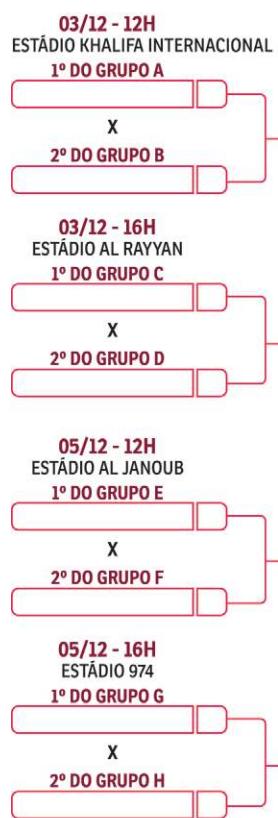 03/12 - 12H
ESTÁDIO KHALIFA INTERNACIONAL
1º DO GRUPO A
X
2º DO GRUPO B
03/12 - 16H
ESTÁDIO AL RAYYAN
1º DO GRUPO C
X
2º DO GRUPO D
05/12 - 12H
ESTÁDIO AL JANOUB
1º DO GRUPO E
X
2º DO GRUPO F
05/12 - 16H
ESTÁDIO 974
1º DO GRUPO G
X
2º DO GRUPO H